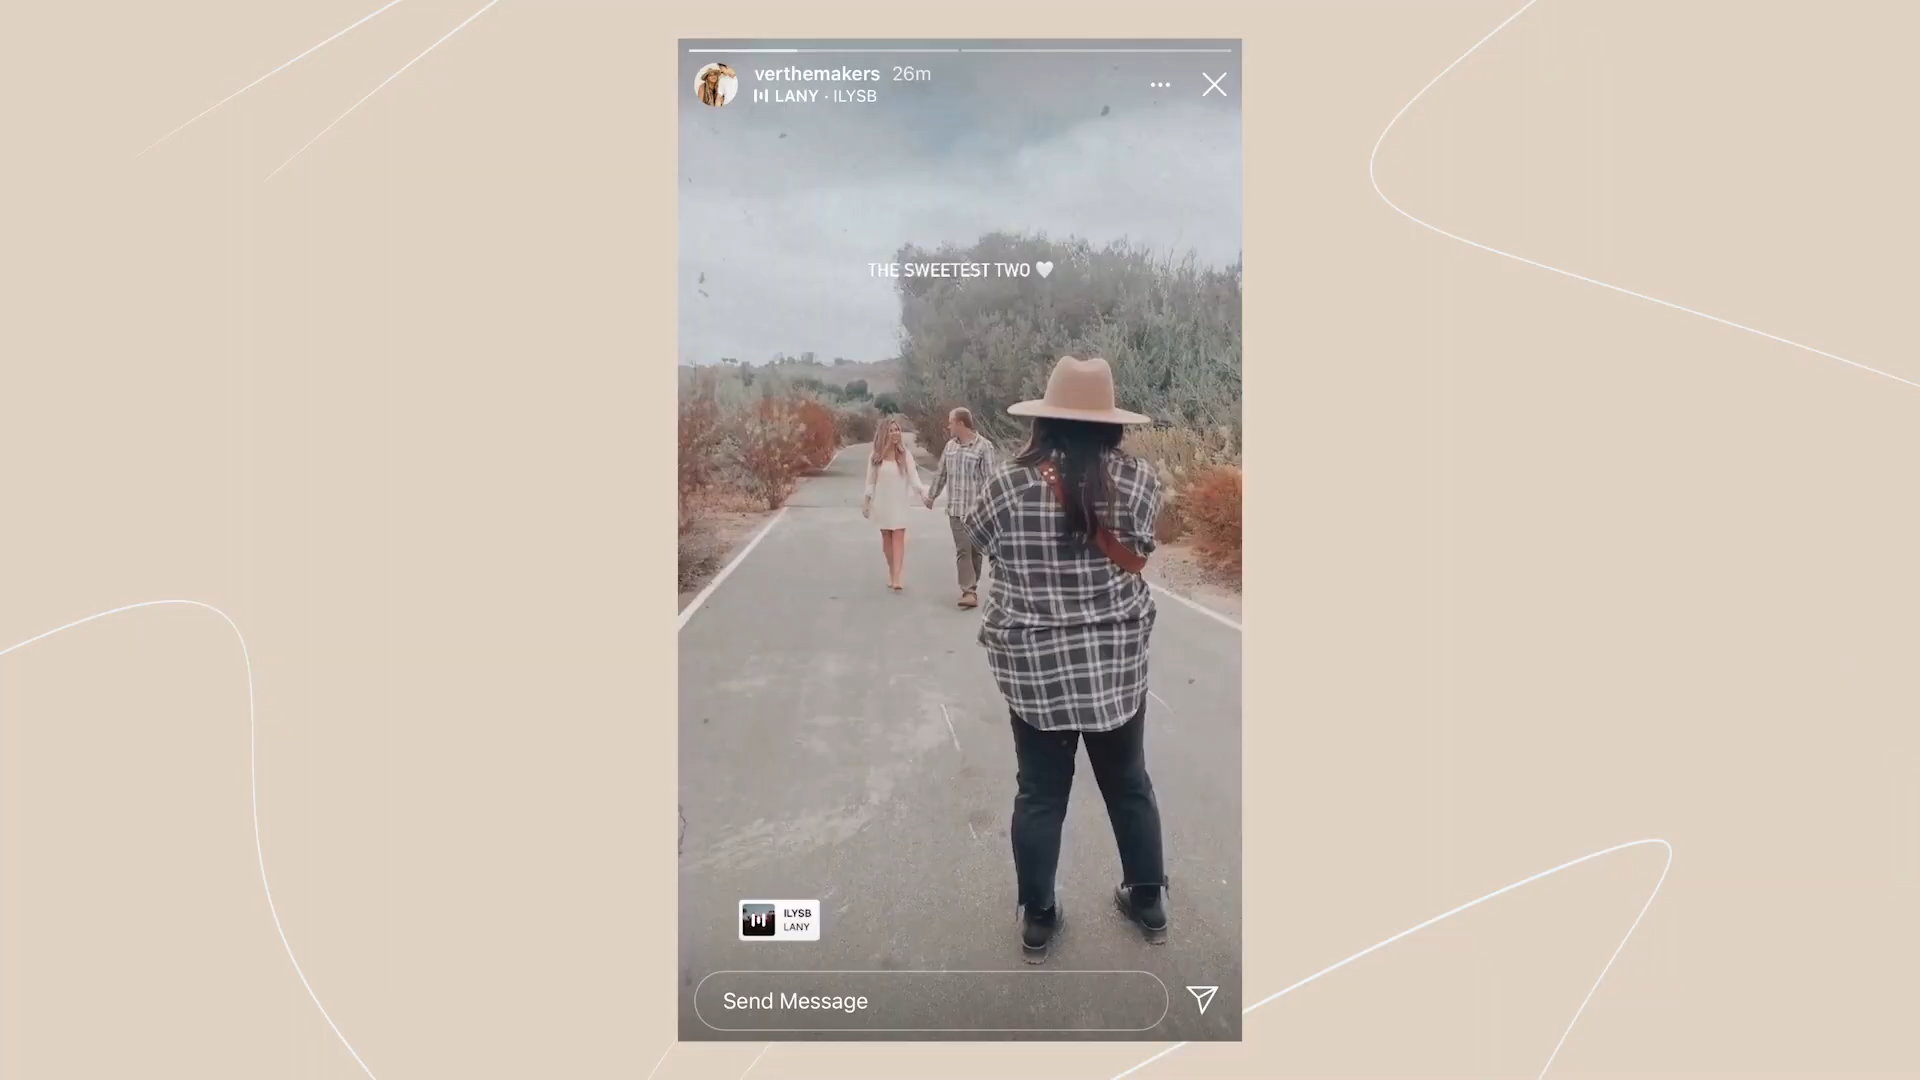 verthemakers 26m
LANY · ILYSB
THE SWEETEST TWO 🤍
ILYSB
LANY
Send Message